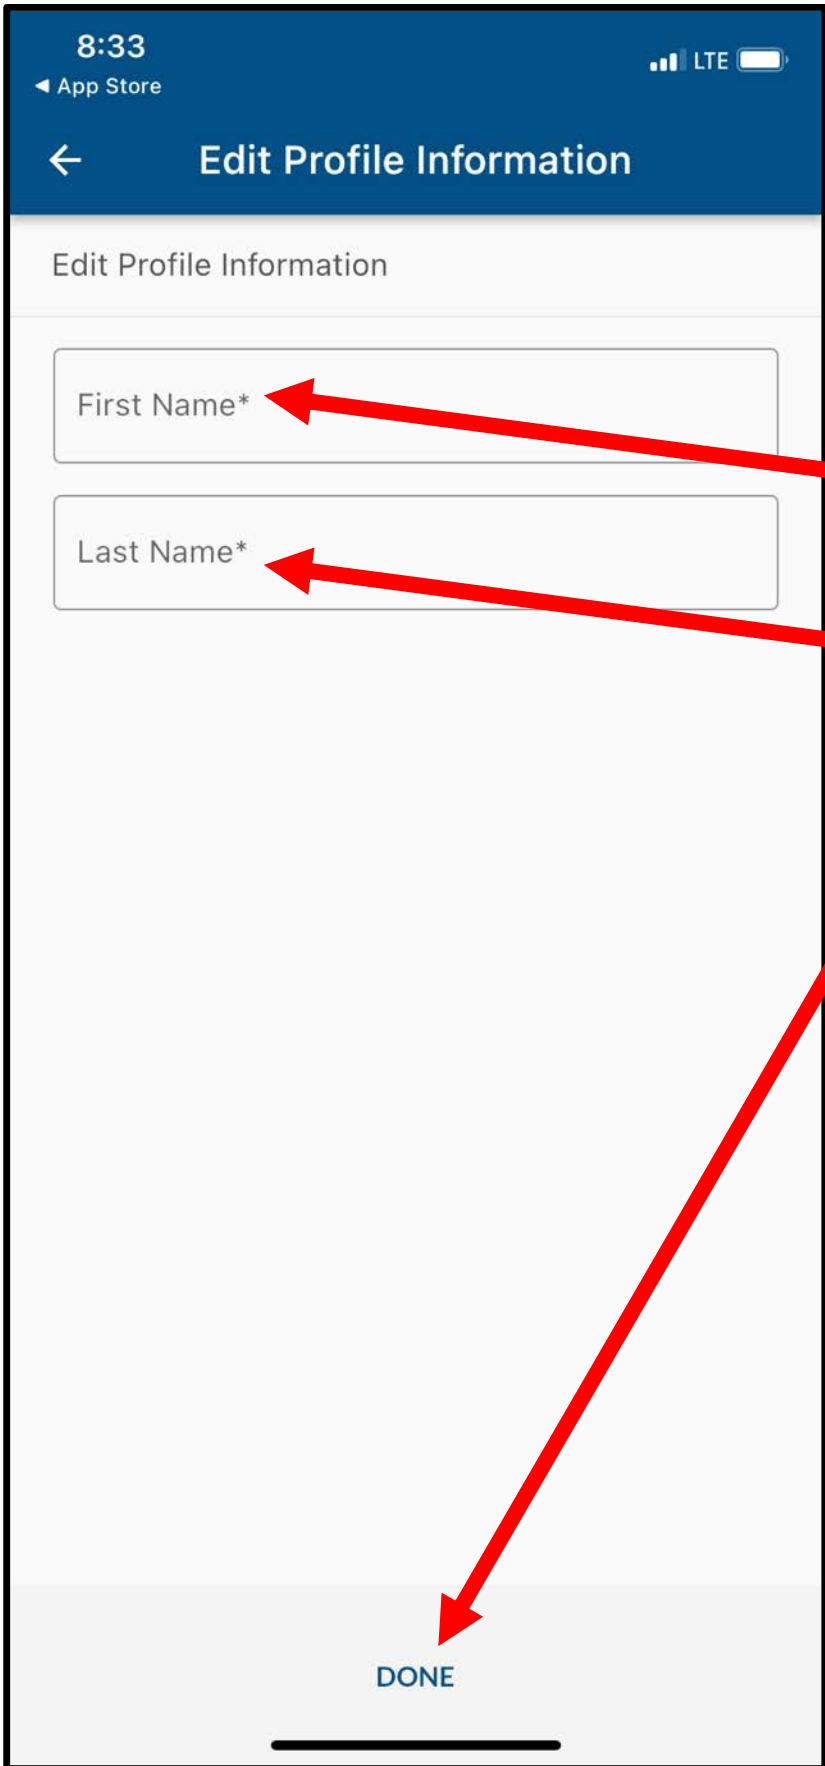 8:33
LTE
◀ App Store
Edit Profile Information
Edit Profile Information
First Name*
Last Name*
DONE